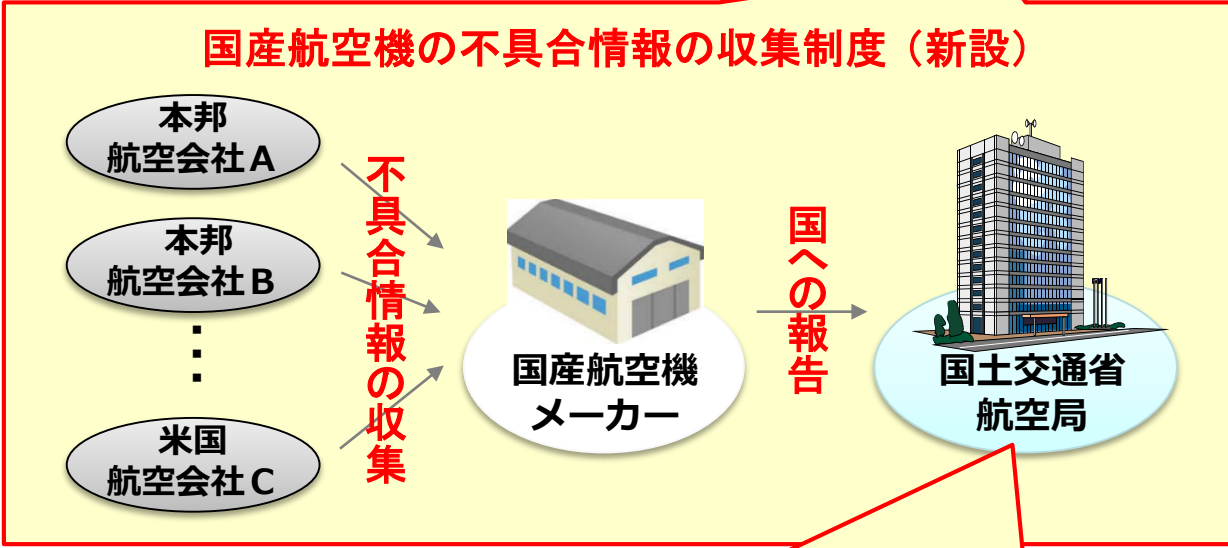 国産航空機の不具合情報の収集制度（新設）
本邦
航空会社A
本邦
航空会社B
米国
航空会社C
不具合情報の収集
国産航空機
メーカー
国への報告
国土交通省
航空局